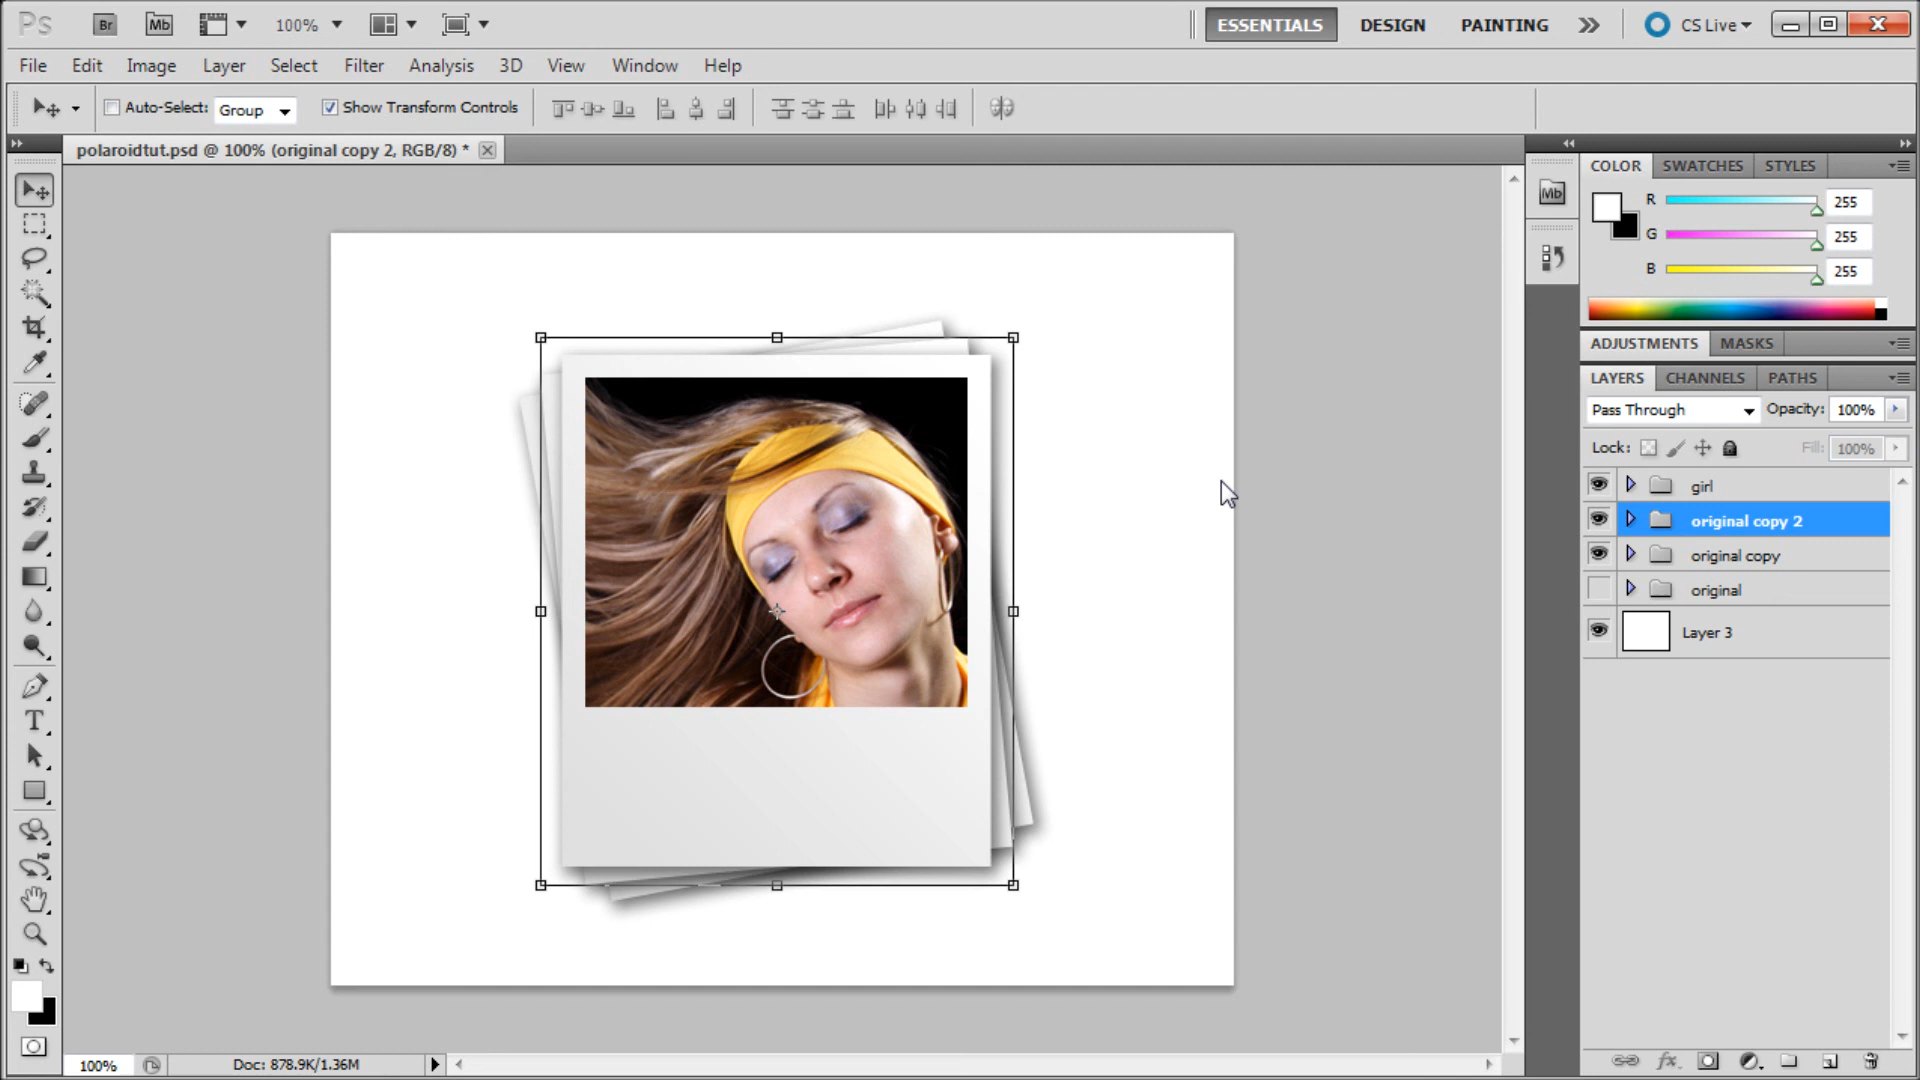 Ps Br Mb 100% ESSENTIALS DESIGN PAINTING CS Live
File Edit Image Layer Select Filter Analysis 3D View Window Help
Auto-Select: Group Show Transform Controls
polaroidtut.psd @ 100% (original copy 2, RGB/8) *
COLOR SWATCHES STYLES
Mb
R 255
G 255
B 255
ADJUSTMENTS MASKS
LAYERS CHANNELS PATHS
Pass Through Opacity: 100%
Lock: Fill: 100%
girl
original copy 2
original copy
original
Layer 3
T
100% Doc: 878.9K/1.36M
fx